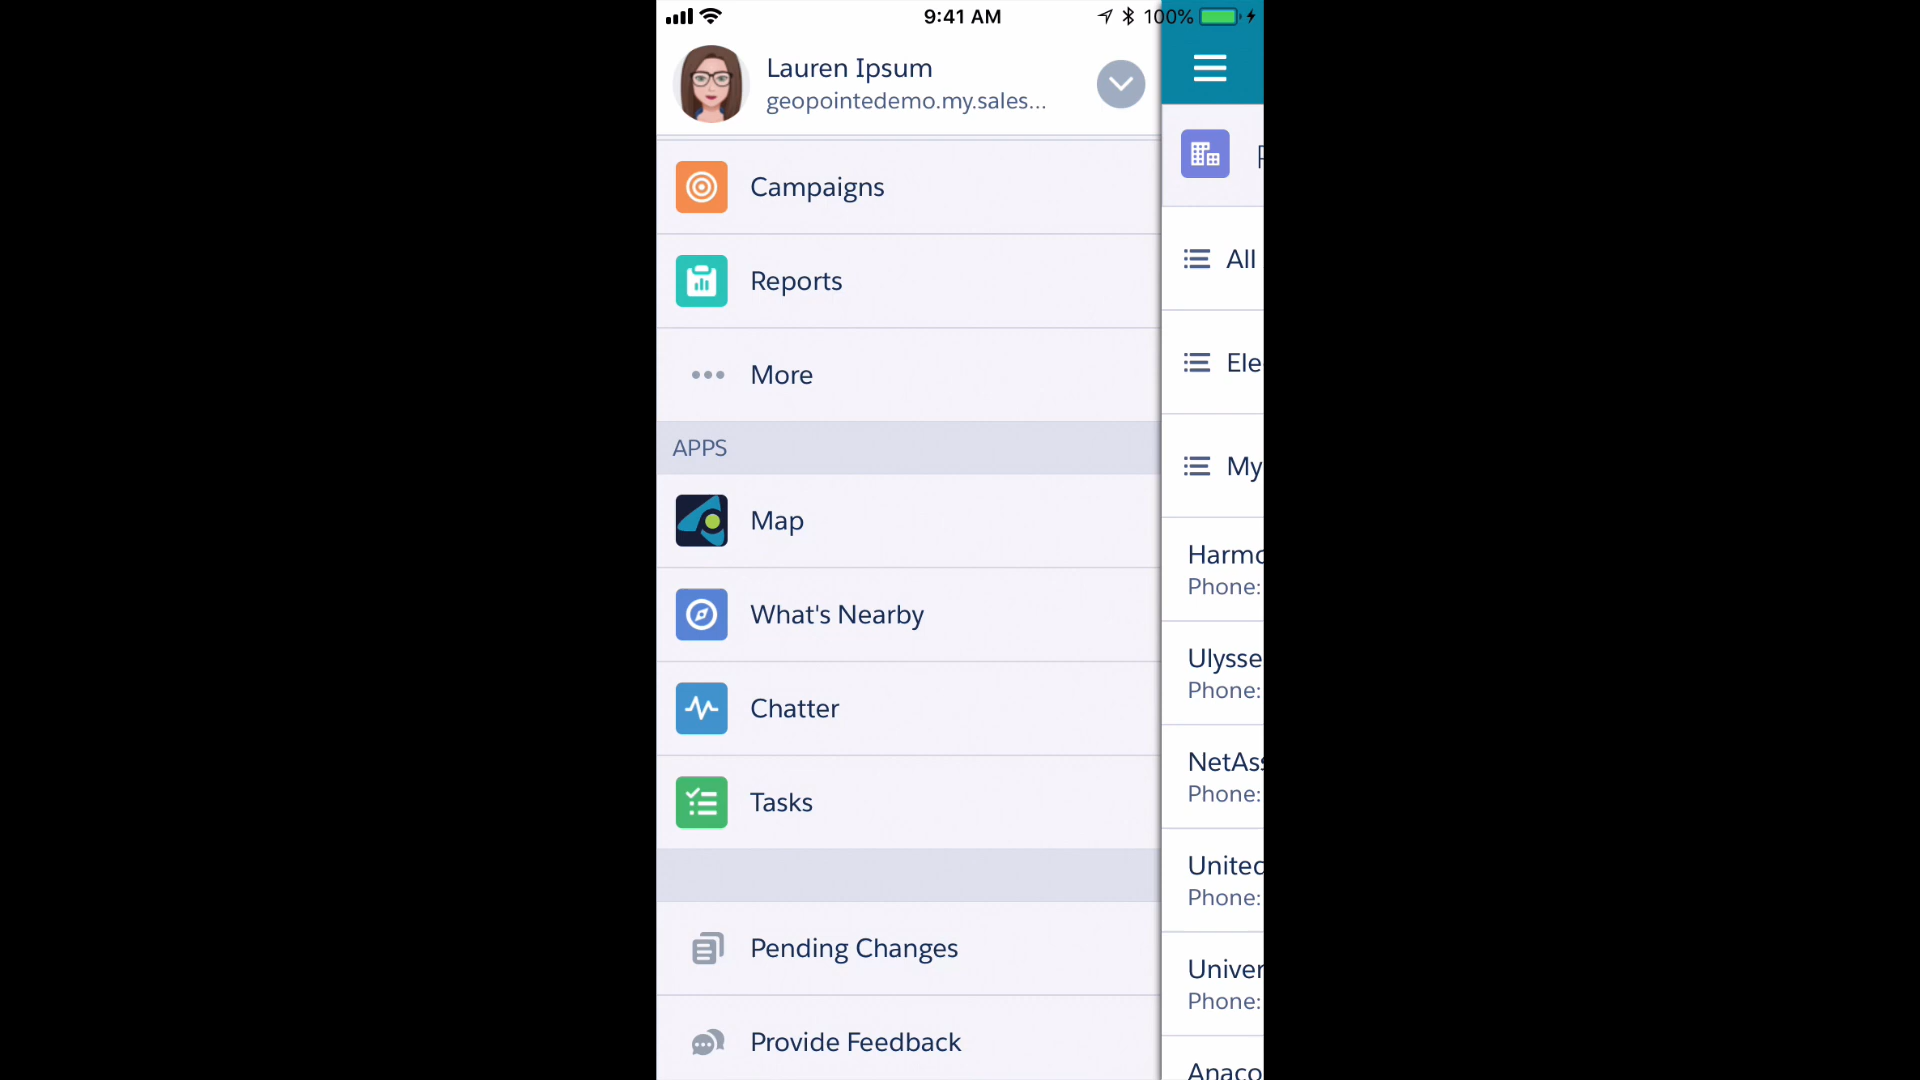 9:41 AM
100%
Lauren Ipsum
geopointedemo.my.sales...
Campaigns
Reports
More
APPS
Map
What's Nearby
Chatter
Tasks
Pending Changes
Provide Feedback
All
Ele
My
Harmo
Phone:
Ulysse
Phone:
NetAss
Phone:
United
Phone:
Univer
Phone:
Anaco